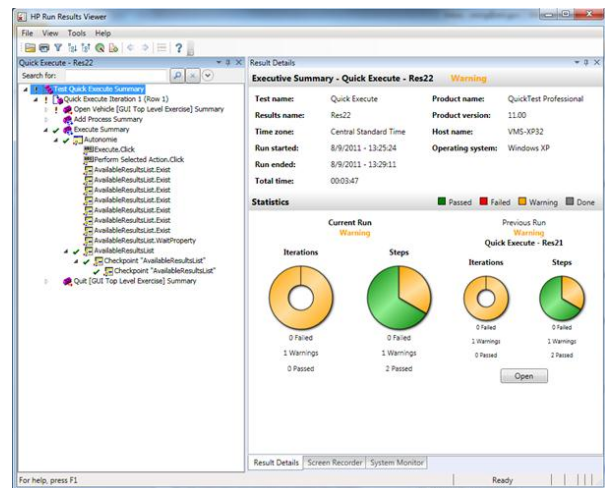 HP Run Results Viewer
File View Tools Help
Quick Execute - Res22
Search for:
Test Quick Execute Summary
Quick Execute Iteration 1 (Row 1)
Open Vehicle [GUI Top Level Exercise] Summary
Add Process Summary
Execute Summary
Autonomie
Execute.Click
Perform Selected Action.Click
AvailableResultsList.Exist
AvailableResultsList.Exist
AvailableResultsList.Exist
AvailableResultsList.Exist
AvailableResultsList.Exist
AvailableResultsList.Exist
AvailableResultsList.WaitProperty
AvailableResultsList
Checkpoint "AvailableResultsList"
Checkpoint "AvailableResultsList"
Quit [GUI Top Level Exercise] Summary
Result Details
Executive Summary - Quick Execute - Res22 Warning
Test name: Quick Execute Product name: QuickTest Professional
Results name: Res22 Product version: 11.00
Time zone: Central Standard Time Host name: VMS-XP32
Run started: 8/9/2011 - 13:25:24 Operating system: Windows XP
Run ended: 8/9/2011 - 13:29:11
Total time: 00:03:47
Statistics Passed Failed Warning Done
Current Run
Warning
Iterations Steps
0 Failed 0 Failed
1 Warnings 1 Warnings
0 Passed 2 Passed
Previous Run
Warning
Quick Execute - Res21
Iterations Steps
0 Failed 0 Failed
1 Warnings 1 Warnings
0 Passed 2 Passed
Open
Result Details Screen Recorder System Monitor
For help, press F1 Ready